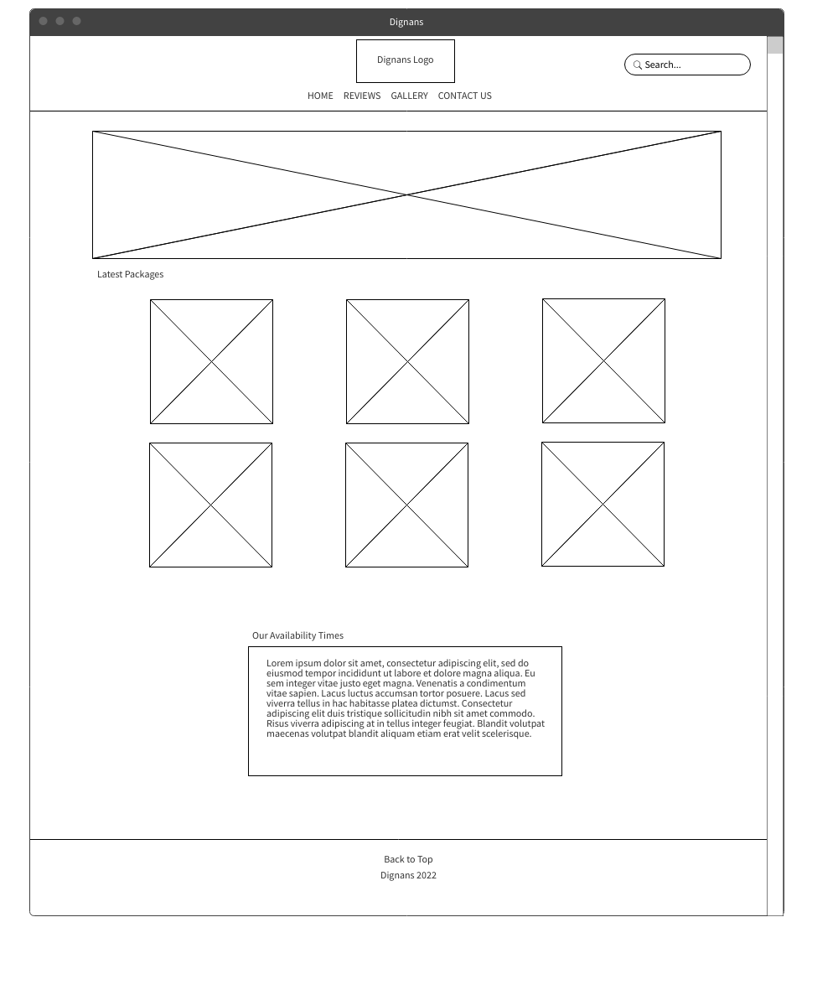 Dignans
Dignans Logo
Search...
HOME REVIEWS GALLERY CONTACT US
Latest Packages
Our Availability Times
Lorem ipsum dolor sit amet, consectetur adipiscing elit, sed do
eiusmod tempor incididunt ut labore et dolore magna aliqua. Eu
sem integer vitae justo eget magna. Venenatis a condimentum
vitae sapien. Lacus luctus accumsan tortor posuere. Lacus sed
viverra tellus in hac habitasse platea dictumst. Consectetur
adipiscing elit duis tristique sollicitudin nibh sit amet commodo.
Risus viverra adipiscing at in tellus integer feugiat. Blandit volutpat
maecenas volutpat blandit aliquam etiam erat velit scelerisque.
Back to Top
Dignans 2022